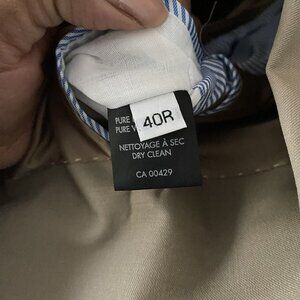 PURE
40R
PURE
NETTOYAGE À SEC
DRY CLEAN
CA 00429